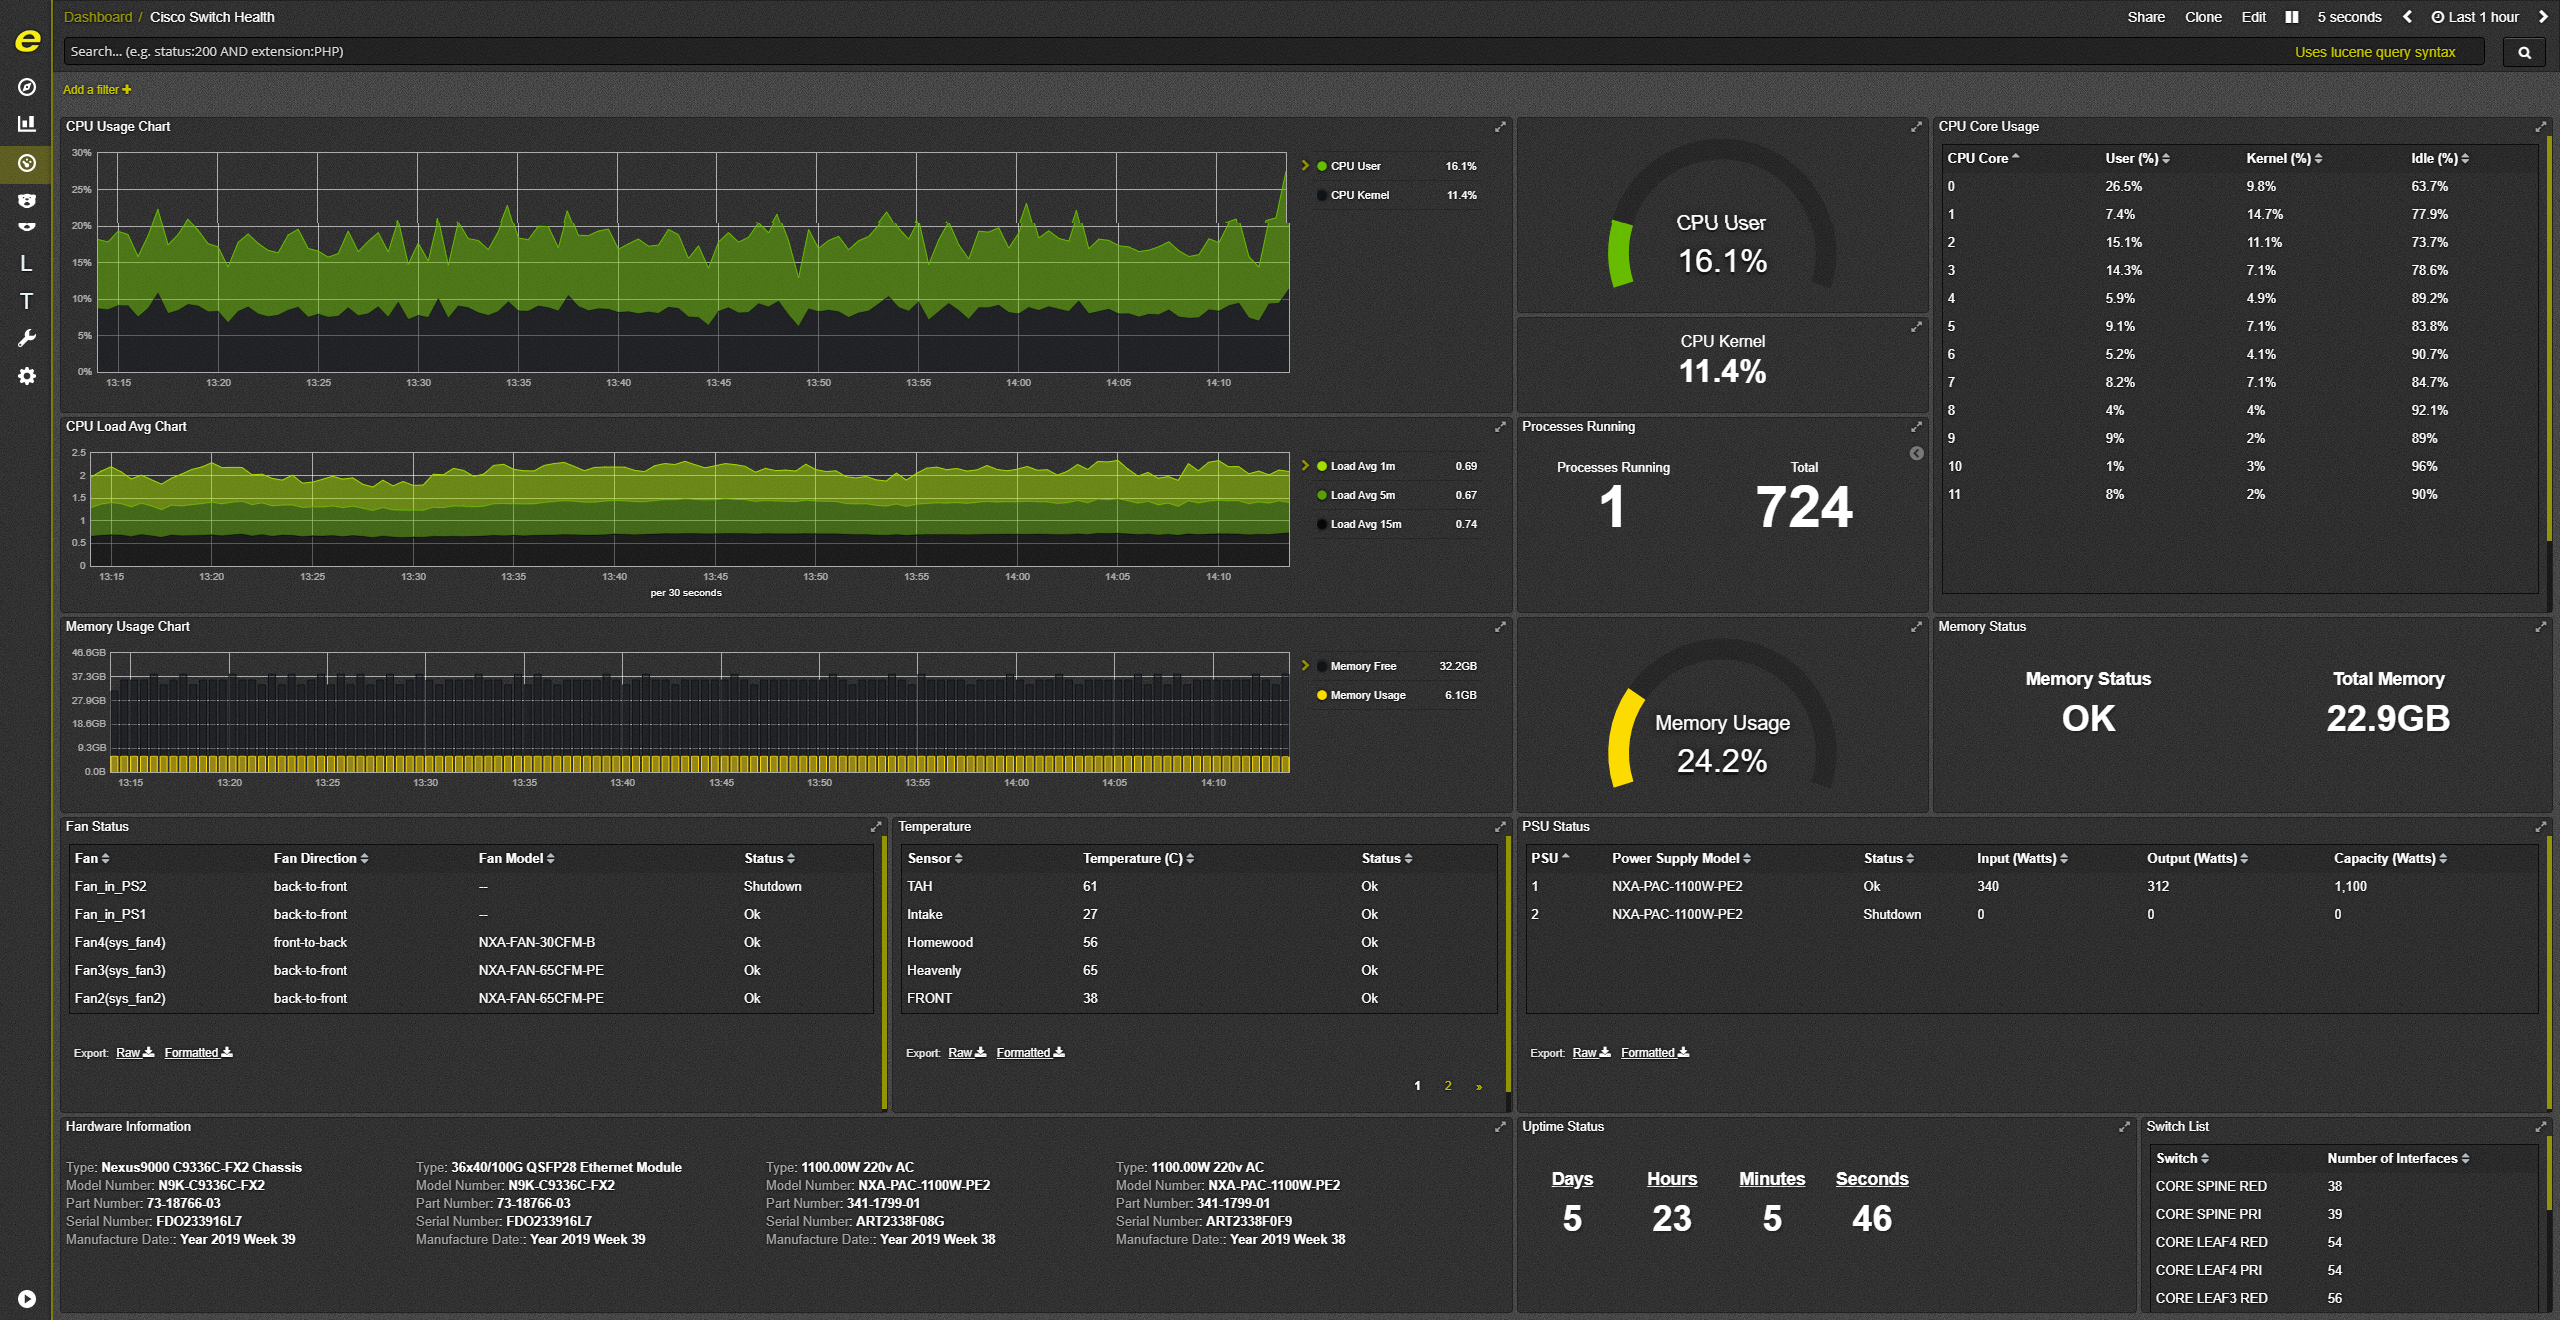 Dashboard / Cisco Switch Health
Share Clone Edit 5 seconds Last 1 hour
e
Search... (e.g. status:200 AND extension:PHP) Uses lucene query syntax
Add a filter +
L
T
CPU Usage Chart
30%
25%
20%
15%
10%
5%
0%
13:15 13:20 13:25 13:30 13:35 13:40 13:45 13:50 13:55 14:00 14:05 14:10
CPU User 16.1%
CPU Kernel 11.4%
CPU User
16.1%
CPU Kernel
11.4%
CPU Core Usage
CPU Core User (%) Kernel (%) Idle (%)
0 26.5% 9.8% 63.7%
1 7.4% 14.7% 77.9%
2 15.1% 11.1% 73.7%
3 14.3% 7.1% 78.6%
4 5.9% 4.9% 89.2%
5 9.1% 7.1% 83.8%
6 5.2% 4.1% 90.7%
7 8.2% 7.1% 84.7%
8 4% 4% 92.1%
9 9% 2% 89%
10 1% 3% 96%
11 8% 2% 90%
CPU Load Avg Chart
2.5
2
1.5
1
0.5
0
13:15 13:20 13:25 13:30 13:35 13:40 13:45 13:50 13:55 14:00 14:05 14:10
per 30 seconds
Load Avg 1m 0.69
Load Avg 5m 0.67
Load Avg 15m 0.74
Processes Running
Processes Running Total
1 724
Memory Usage Chart
46.6GB
37.3GB
27.9GB
18.6GB
9.3GB
0.0B
13:15 13:20 13:25 13:30 13:35 13:40 13:45 13:50 13:55 14:00 14:05 14:10
Memory Free 32.2GB
Memory Usage 6.1GB
Memory Usage
24.2%
Memory Status
Memory Status Total Memory
OK 22.9GB
Fan Status
Fan Fan Direction Fan Model Status
Fan_in_PS2 back-to-front -- Shutdown
Fan_in_PS1 back-to-front -- Ok
Fan4(sys_fan4) front-to-back NXA-FAN-30CFM-B Ok
Fan3(sys_fan3) back-to-front NXA-FAN-65CFM-PE Ok
Fan2(sys_fan2) back-to-front NXA-FAN-65CFM-PE Ok
Export: Raw Formatted
Temperature
Sensor Temperature (C) Status
TAH 61 Ok
Intake 27 Ok
Homewood 56 Ok
Heavenly 65 Ok
FRONT 38 Ok
Export: Raw Formatted
1 2 »
PSU Status
PSU Power Supply Model Status Input (Watts) Output (Watts) Capacity (Watts)
1 NXA-PAC-1100W-PE2 Ok 340 312 1,100
2 NXA-PAC-1100W-PE2 Shutdown 0 0 0
Export: Raw Formatted
Hardware Information
Type: Nexus9000 C9336C-FX2 Chassis
Model Number: N9K-C9336C-FX2
Part Number: 73-18766-03
Serial Number: FDO233916L7
Manufacture Date:: Year 2019 Week 39
Type: 36x40/100G QSFP28 Ethernet Module
Model Number: N9K-C9336C-FX2
Part Number: 73-18766-03
Serial Number: FDO233916L7
Manufacture Date:: Year 2019 Week 39
Type: 1100.00W 220v AC
Model Number: NXA-PAC-1100W-PE2
Part Number: 341-1799-01
Serial Number: ART2338F08G
Manufacture Date:: Year 2019 Week 38
Type: 1100.00W 220v AC
Model Number: NXA-PAC-1100W-PE2
Part Number: 341-1799-01
Serial Number: ART2338F0F9
Manufacture Date:: Year 2019 Week 38
Uptime Status
Days Hours Minutes Seconds
5 23 5 46
Switch List
Switch Number of Interfaces
CORE SPINE RED 38
CORE SPINE PRI 39
CORE LEAF4 RED 54
CORE LEAF4 PRI 54
CORE LEAF3 RED 56